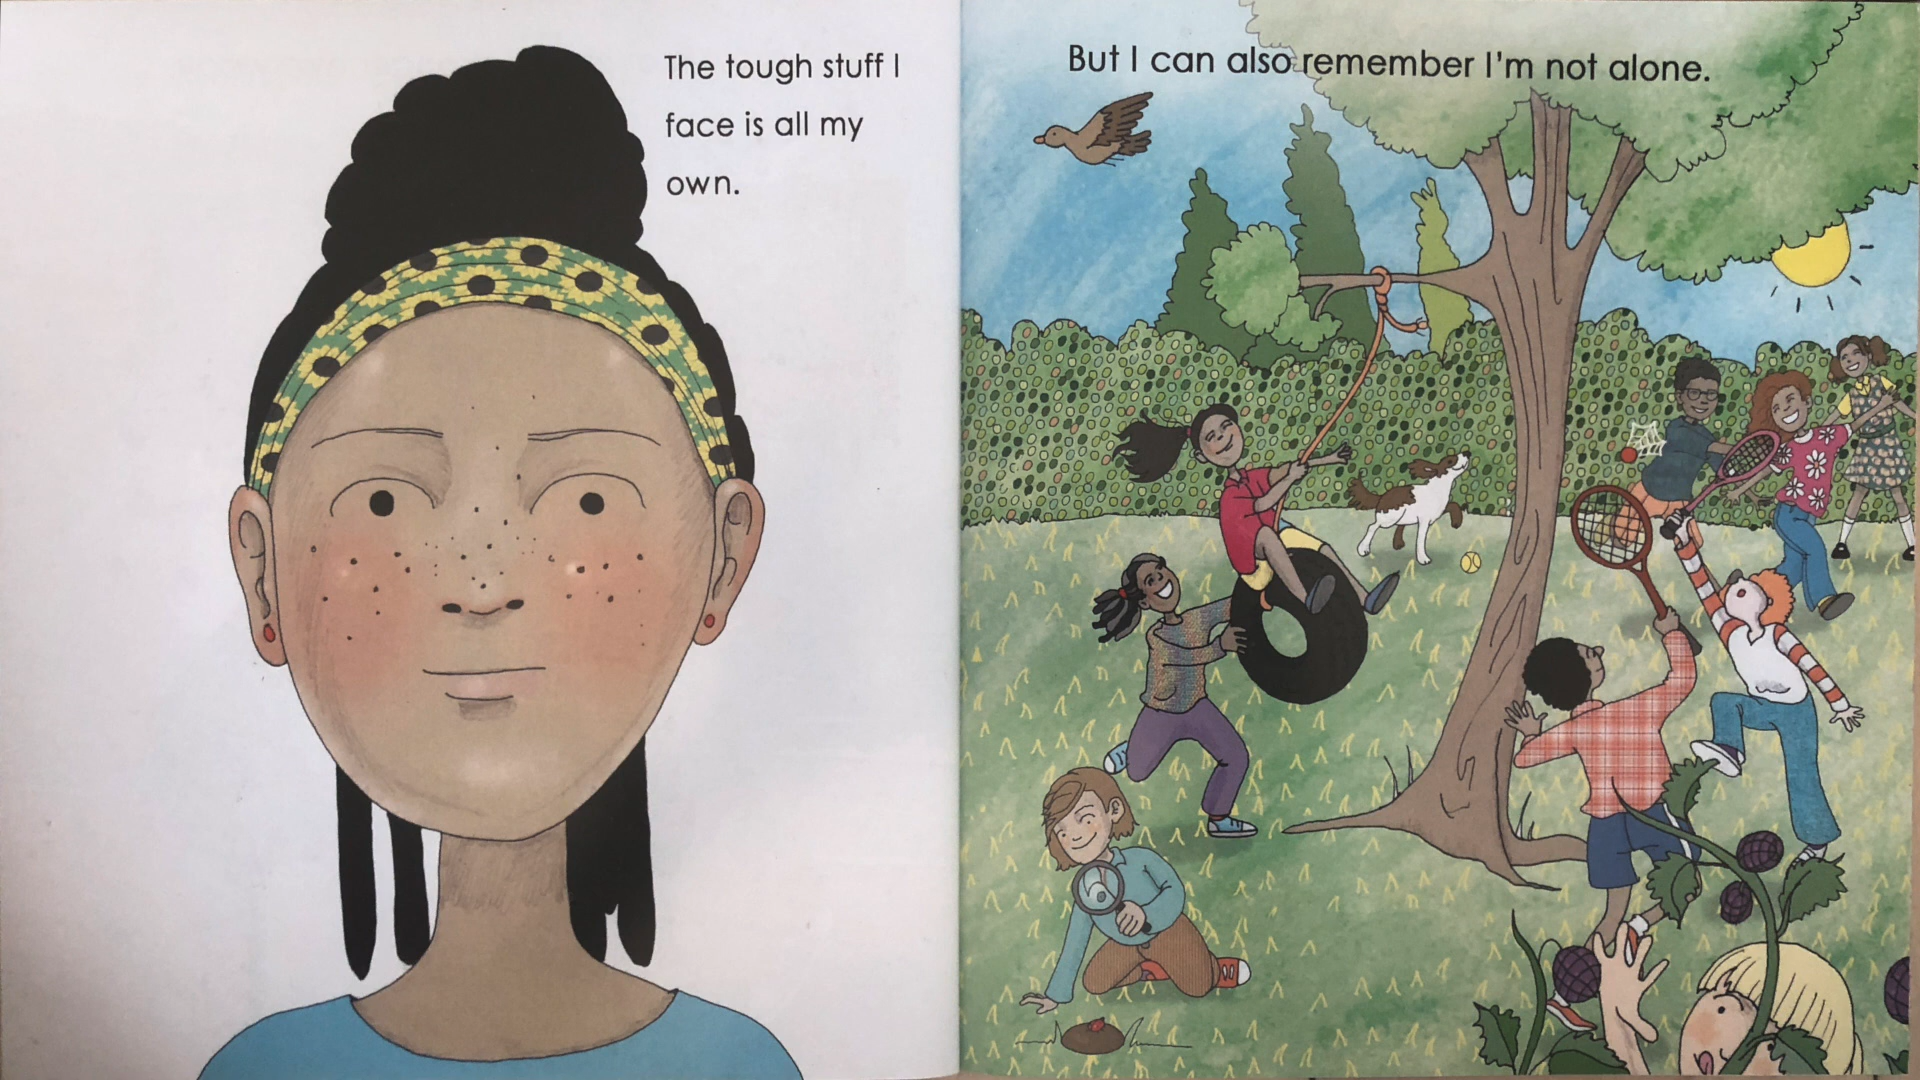 The tough stuff I
face is all my
own.
But I can also remember I'm not alone.